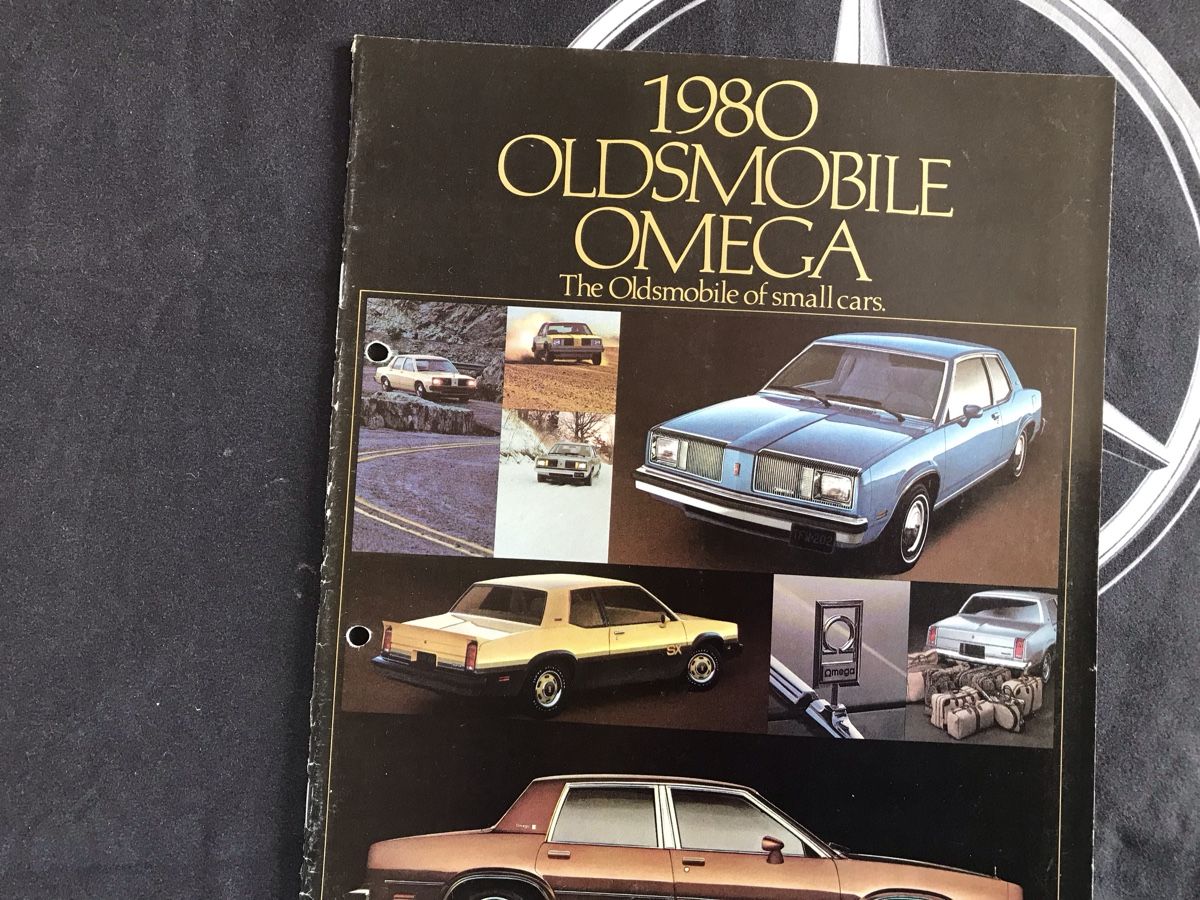 1980
OLDSMOBILE
OMEGA
The Oldsmobile of small cars.
SX
Omega